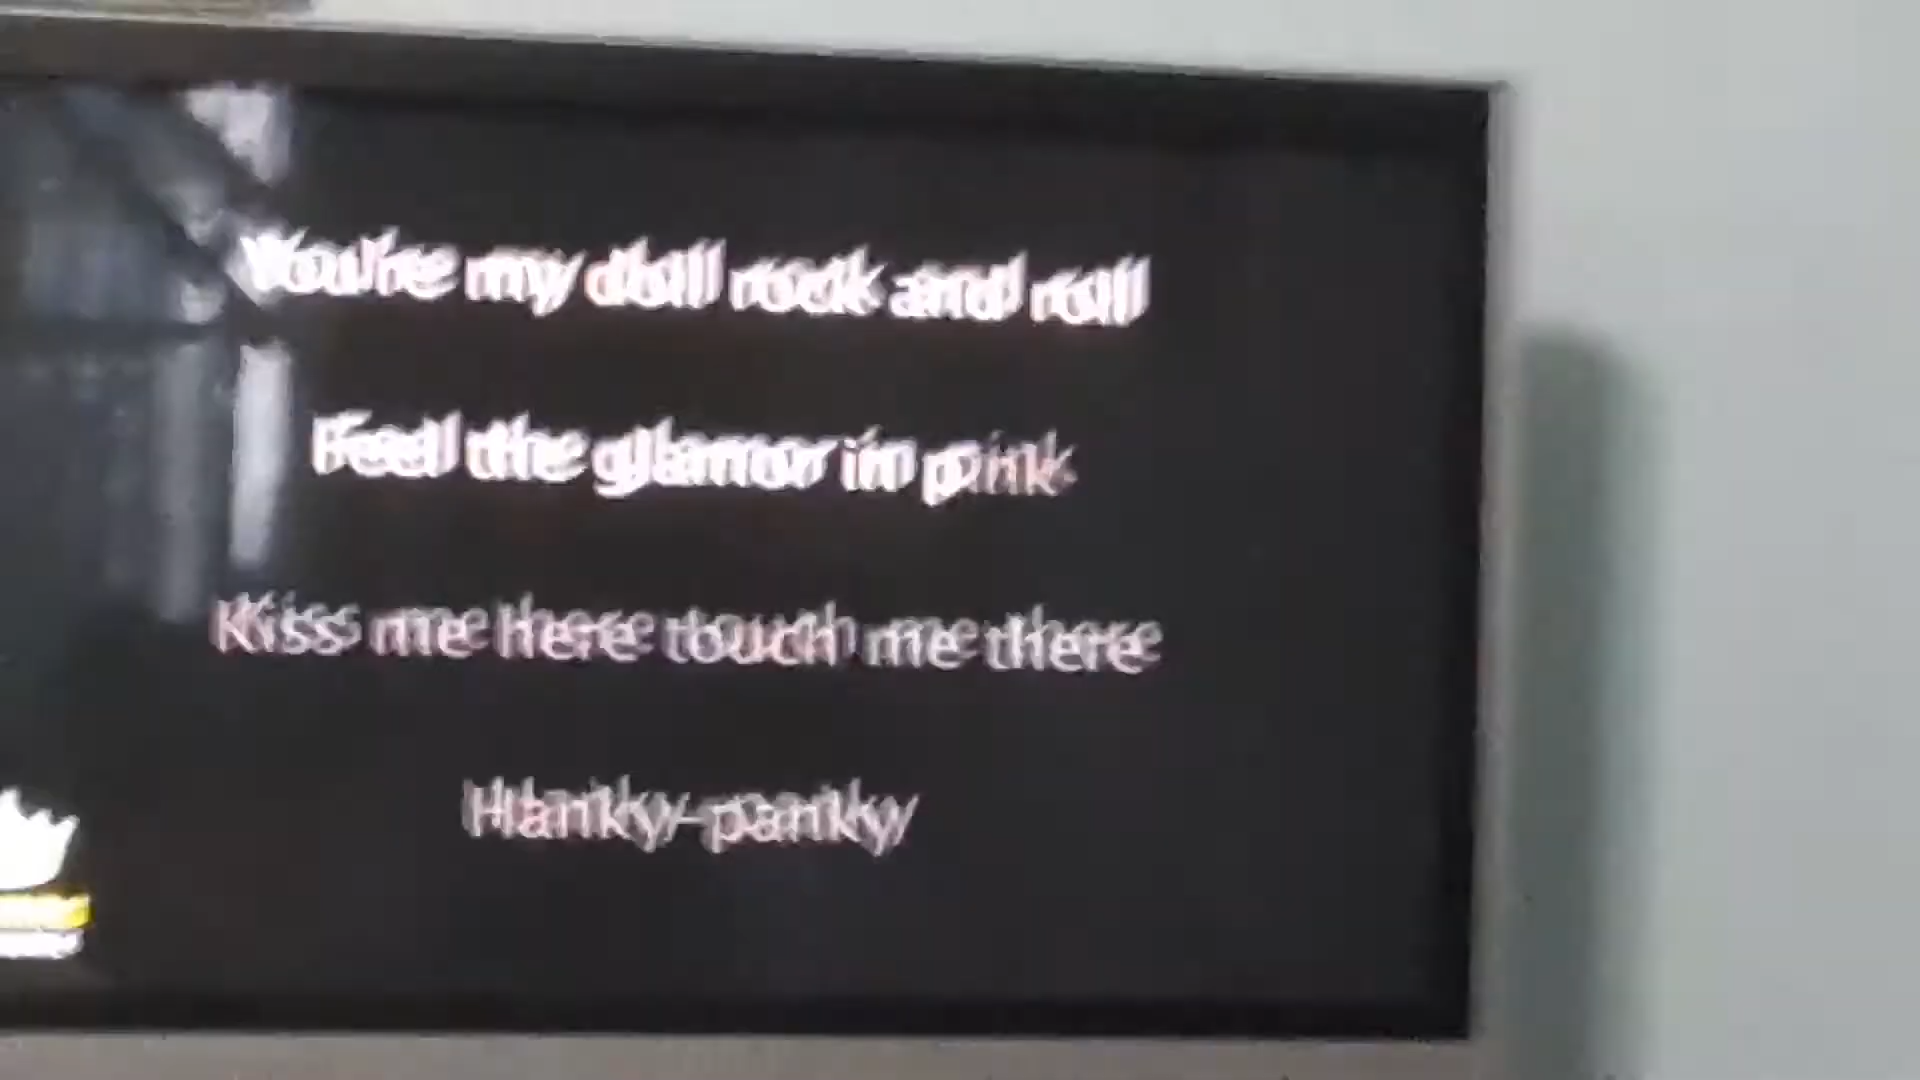 You're my doll rock and roll
Feel the glamor in pink
Kiss me here touch me there
Hanky-panky